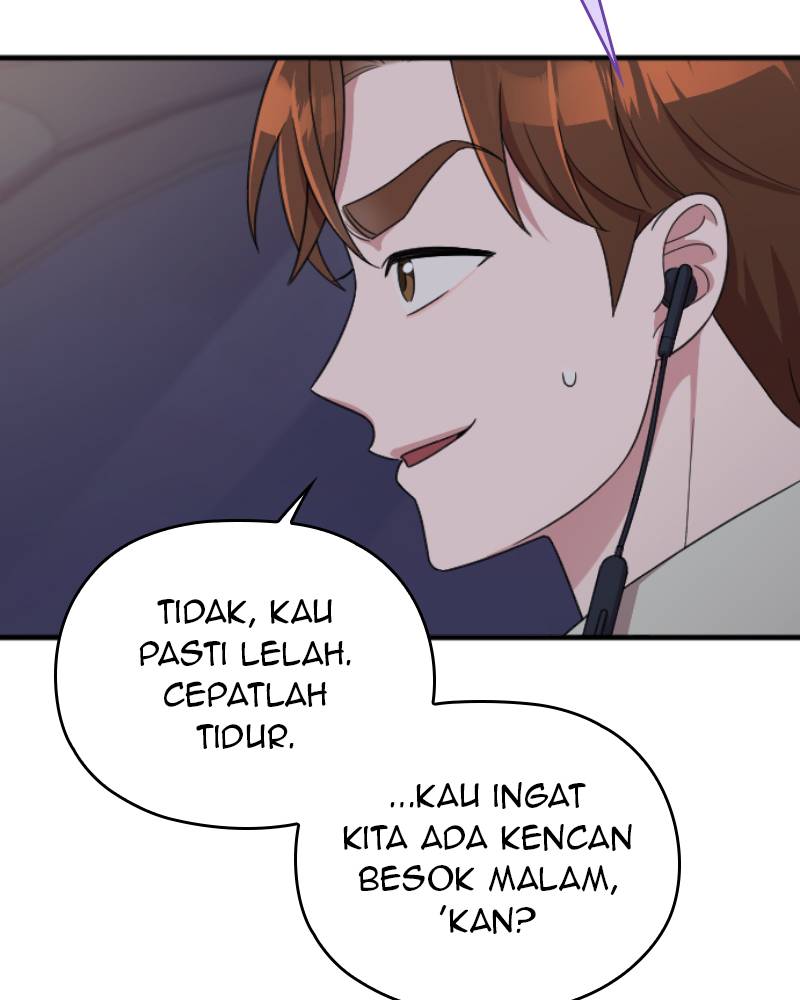 TIDAK, KAU
PASTI LELAH.
CEPATLAH
TIDUR.
...KAU INGAT
KITA ADA KENCAN
BESOK MALAM,
'KAN?